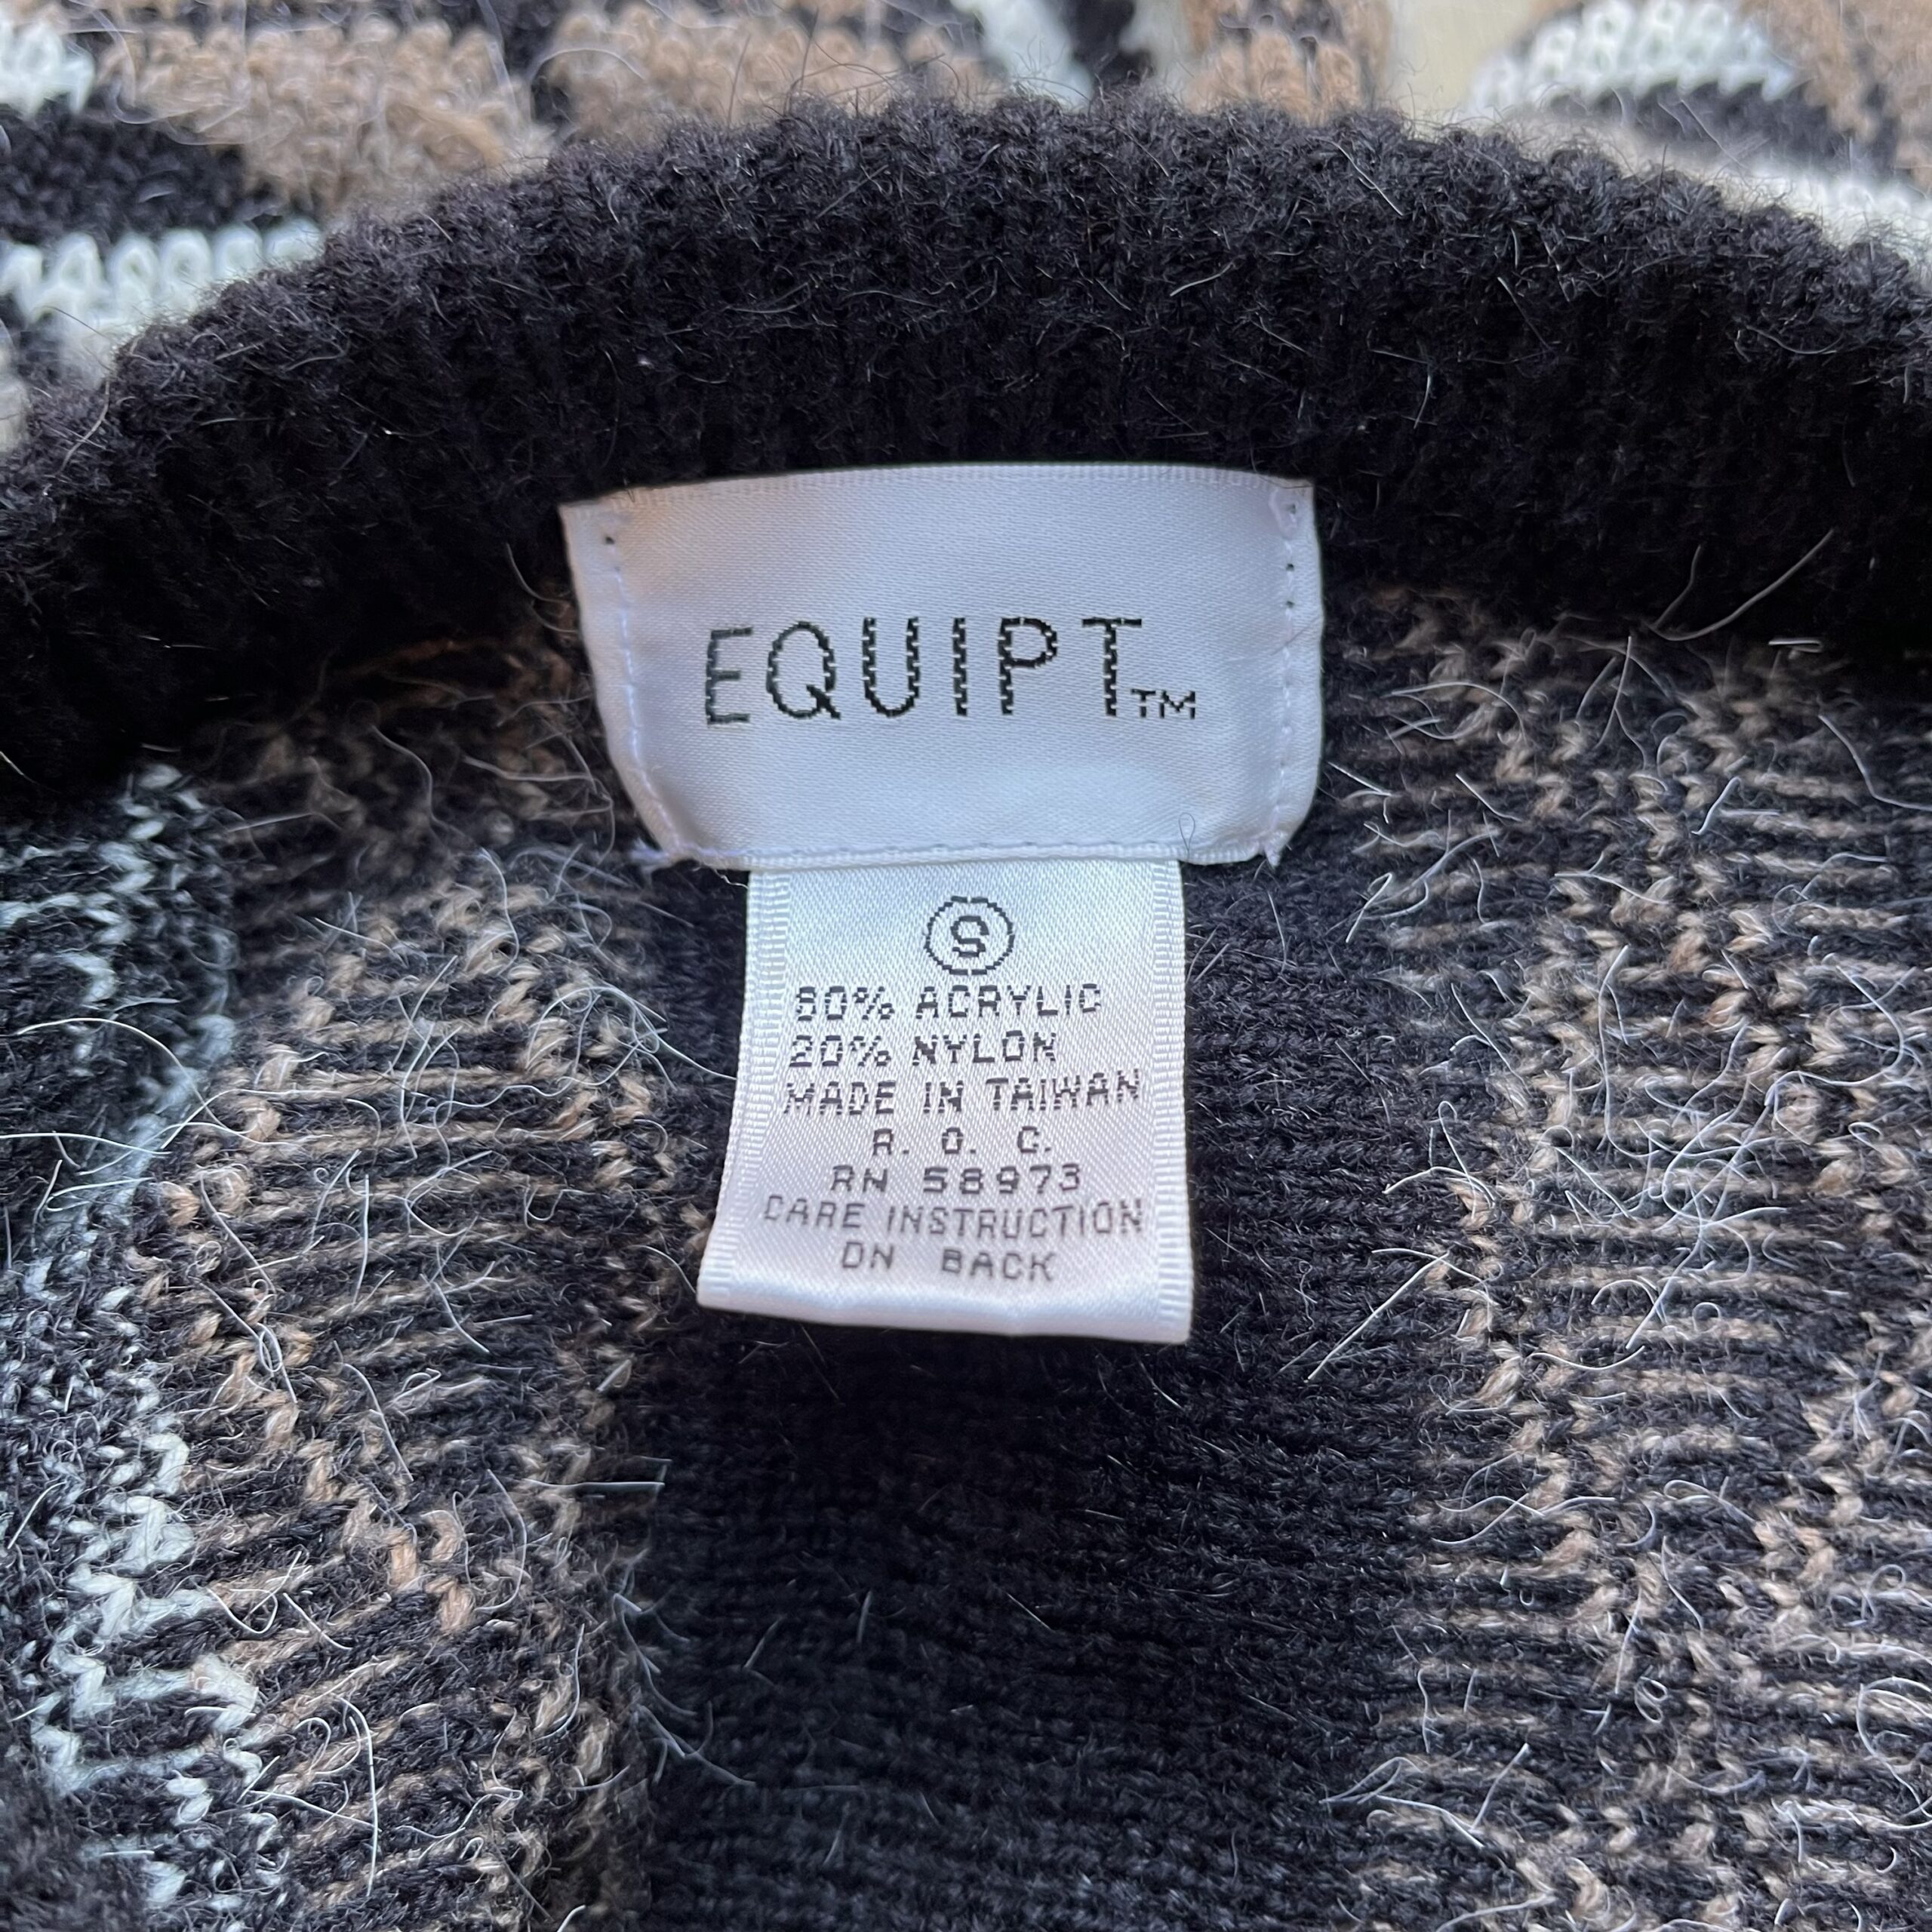 EQUIPT™
S
80% ACRYLIC
20% NYLON
MADE IN TAIWAN
R. O. C.
RN 58973
CARE INSTRUCTION
ON BACK